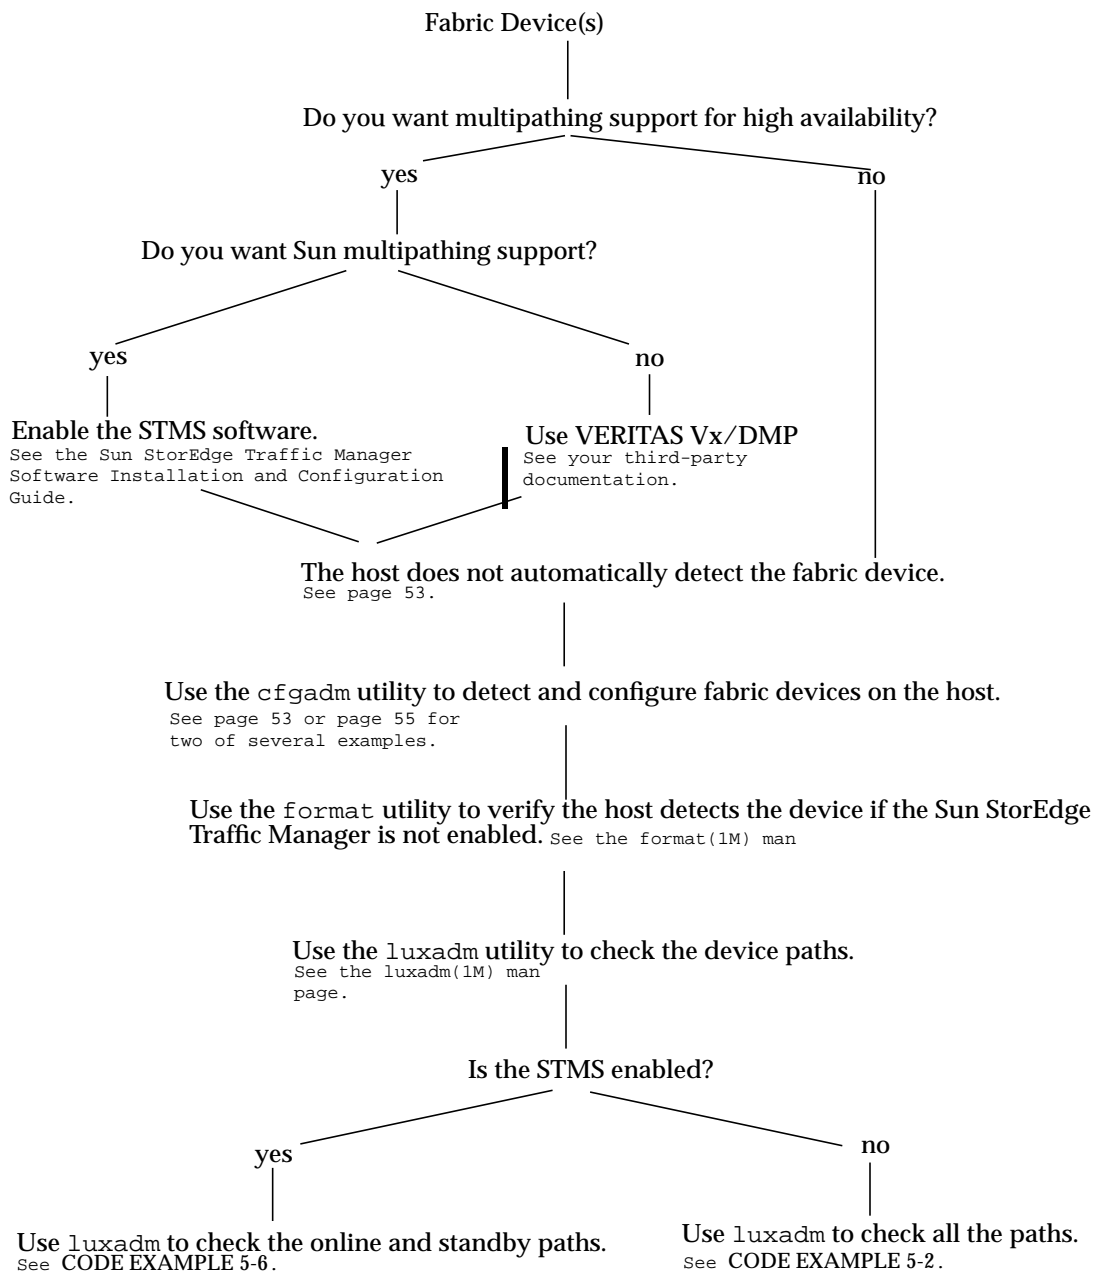 Fabric Device(s)
Do you want multipathing support for high availability?
yes
no
Do you want Sun multipathing support?
yes
no
Enable the STMS software.
See the Sun StorEdge Traffic Manager
Software Installation and Configuration
Guide.
Use VERITAS Vx/DMP
See your third-party
documentation.
The host does not automatically detect the fabric device.
See page 53.
Use the cfgadm utility to detect and configure fabric devices on the host.
See page 53 or page 55 for
two of several examples.
Use the format utility to verify the host detects the device if the Sun StorEdge
Traffic Manager is not enabled. See the format(1M) man
Use the luxadm utility to check the device paths.
See the luxadm(1M) man
page.
Is the STMS enabled?
yes
no
Use luxadm to check the online and standby paths.
See CODE EXAMPLE 5-6.
Use luxadm to check all the paths.
See CODE EXAMPLE 5-2.